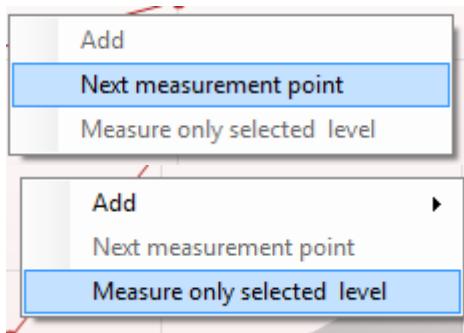 Add
Next measurement point
Measure only selected level
Add
Next measurement point
Measure only selected level